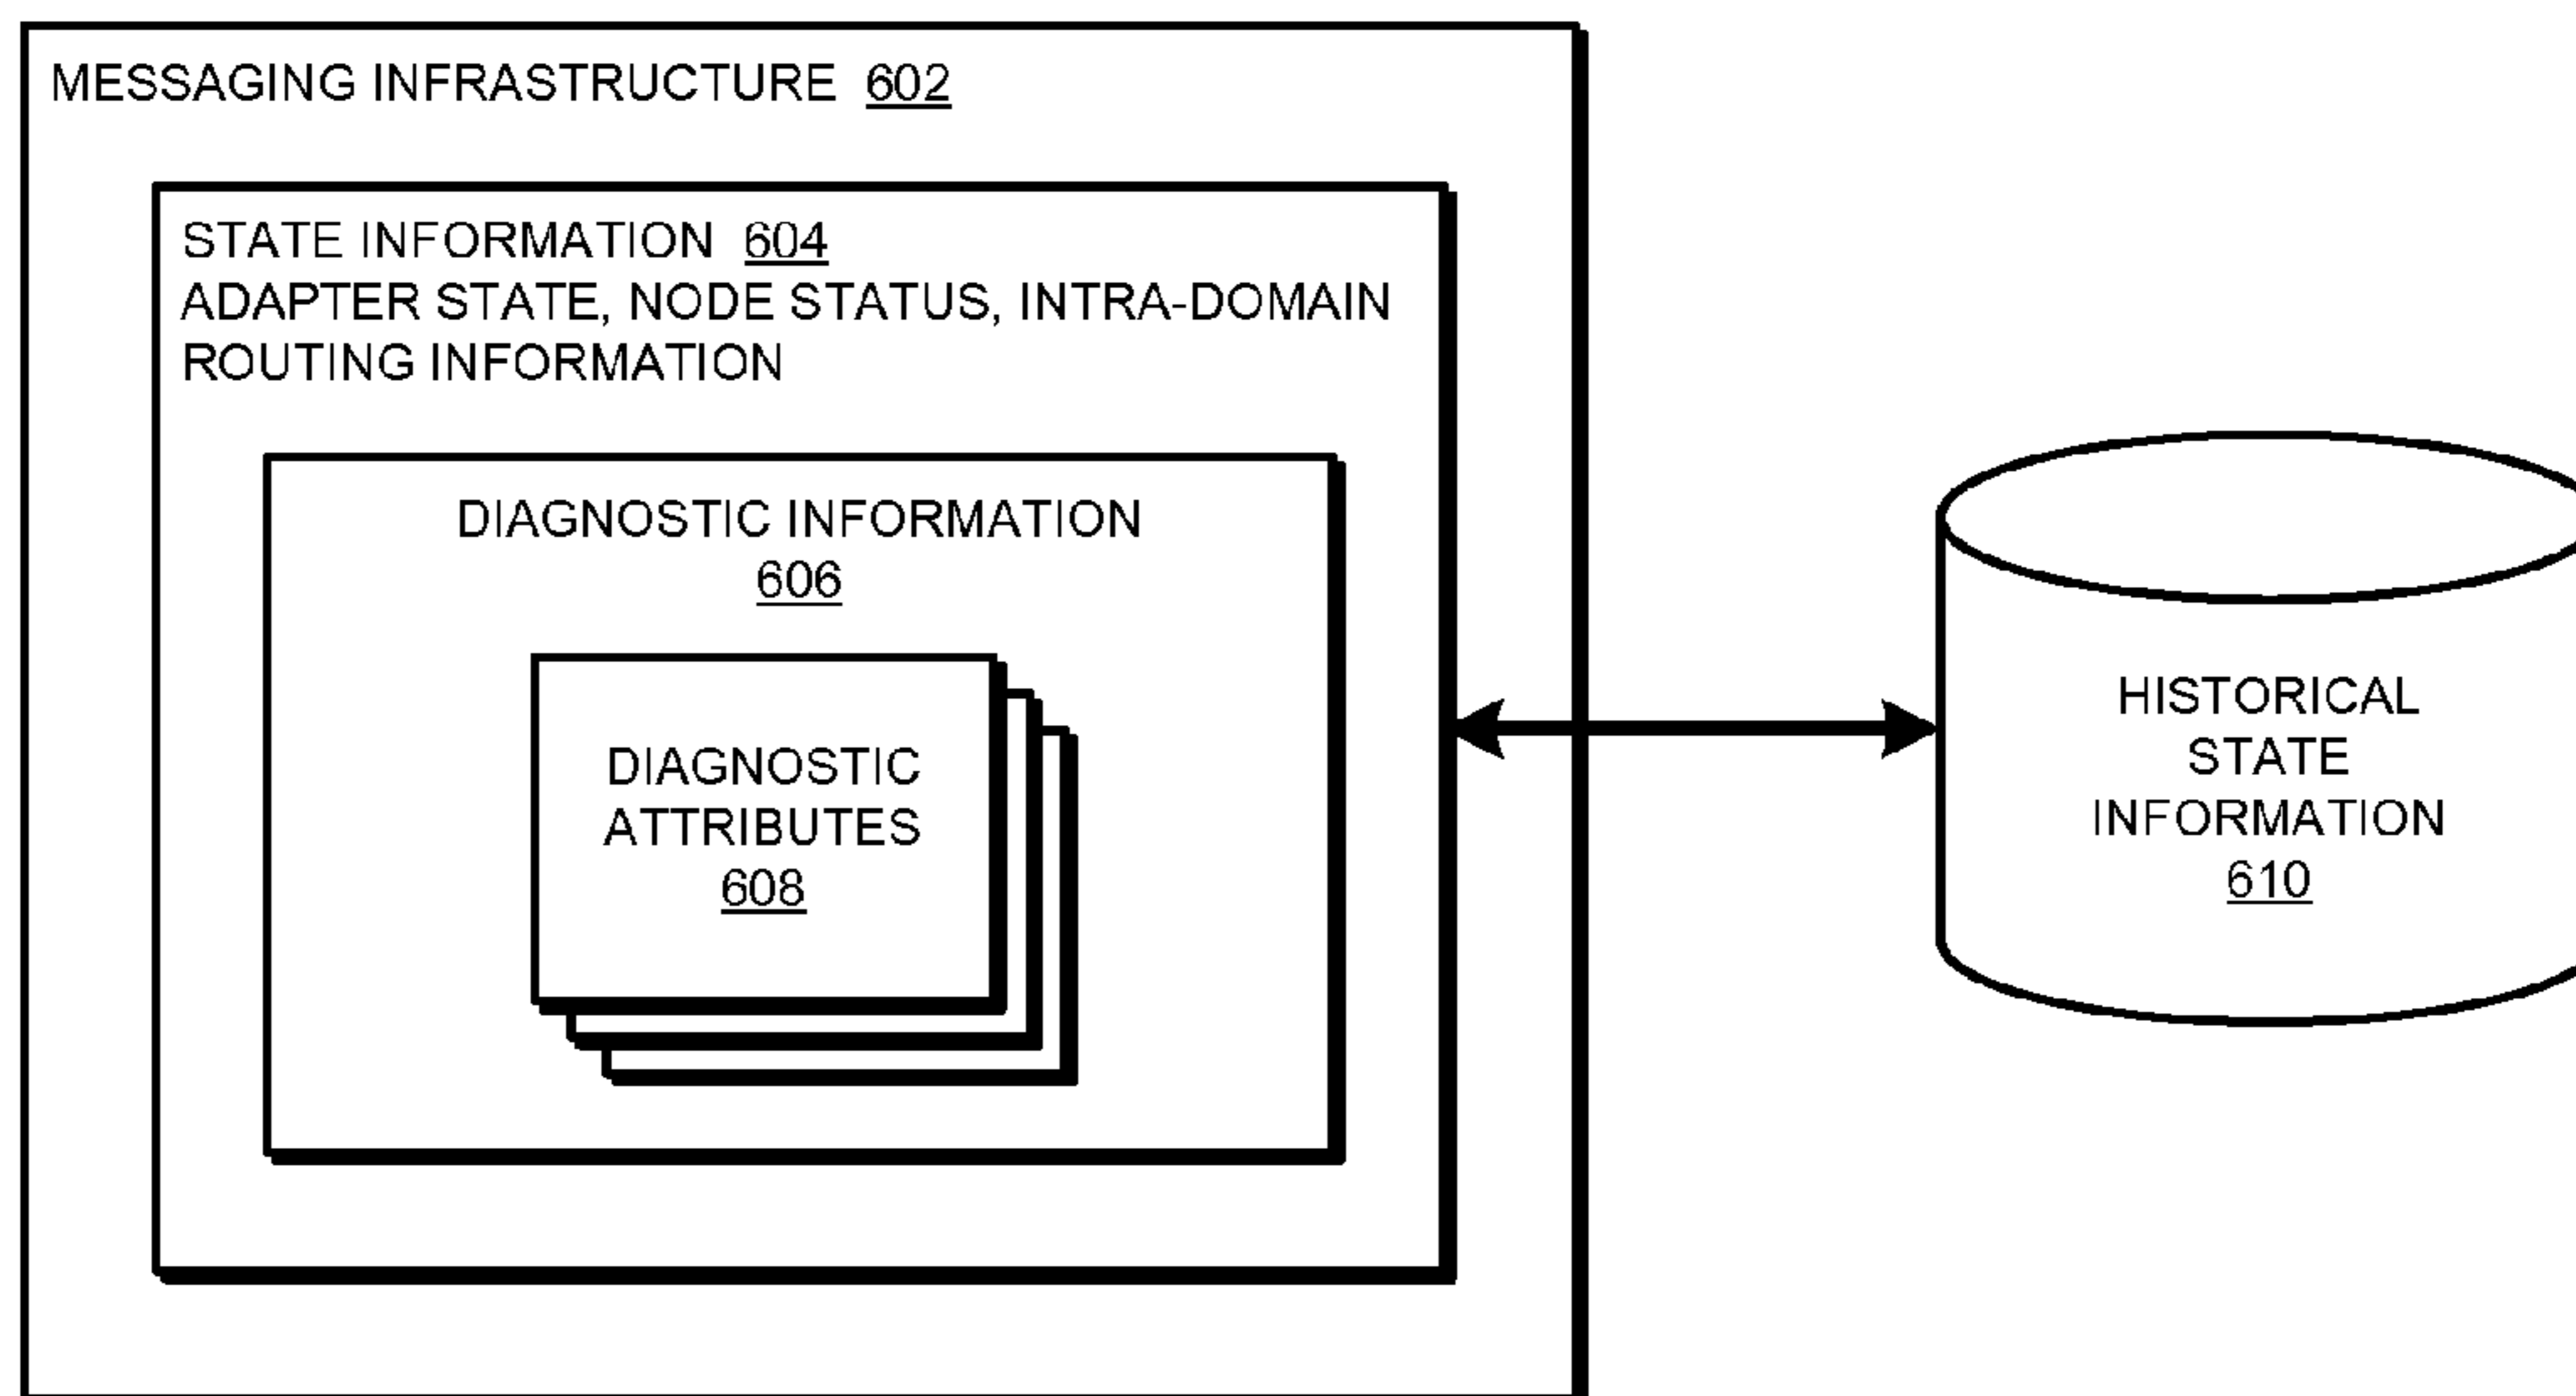 MESSAGING INFRASTRUCTURE 602
STATE INFORMATION 604
ADAPTER STATE, NODE STATUS, INTRA-DOMAIN
ROUTING INFORMATION
DIAGNOSTIC INFORMATION
606
DIAGNOSTIC
ATTRIBUTES
608
HISTORICAL
STATE
INFORMATION
610